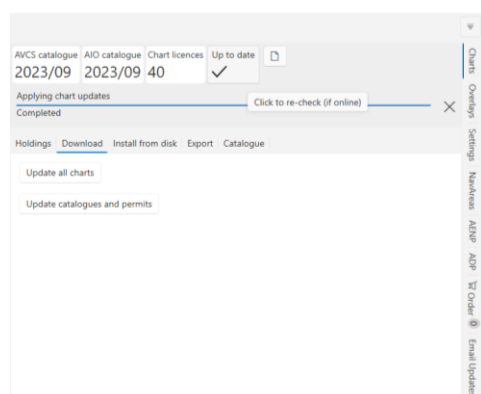 AVCS catalogue AIO catalogue Chart licences Up to date
2023/09 2023/09 40
Applying chart updates
Click to re-check (if online)
Completed
Holdings Download Install from disk Export Catalogue
Update all charts
Update catalogues and permits
Charts
Overlays
Settings
NavAreas
AENP
ADP
Order 0
Email Updates